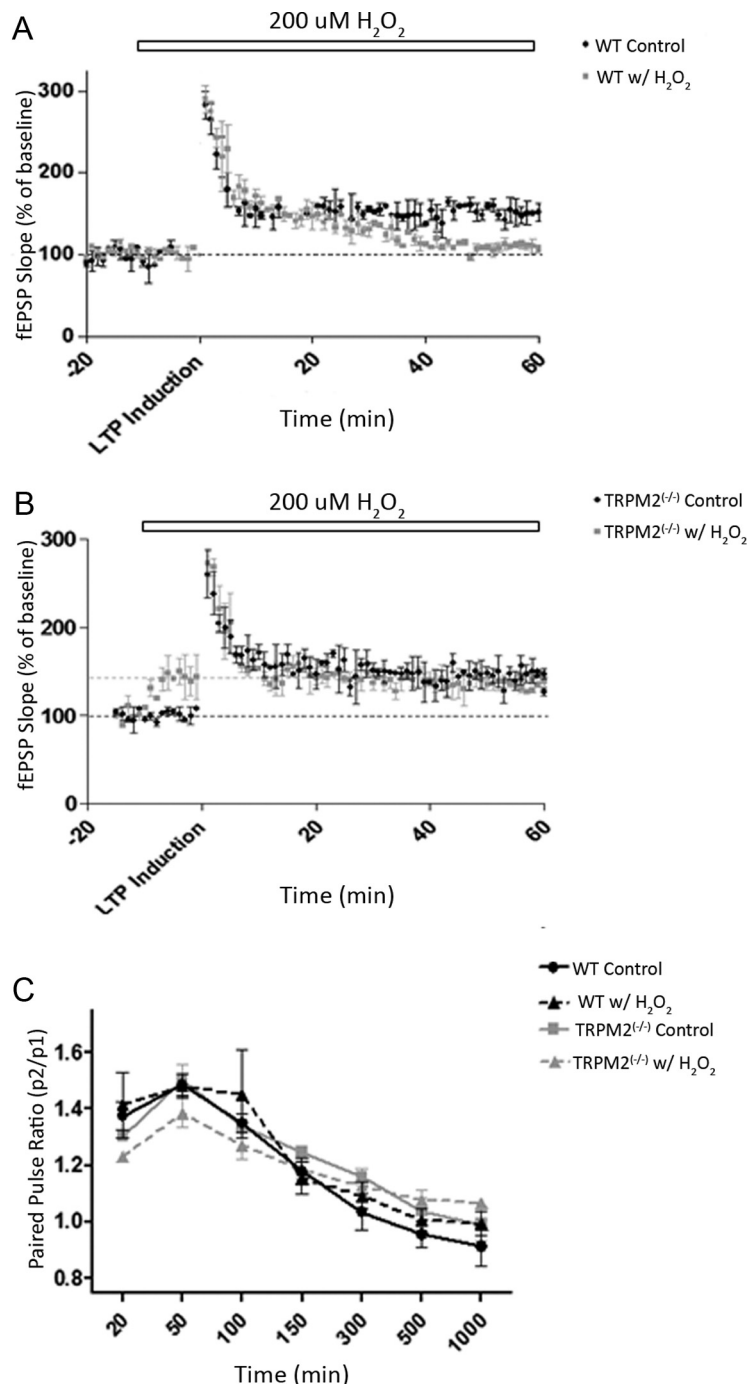 A
200 uM H₂O₂
WT Control
WT w/ H₂O₂
fEPSP Slope (% of baseline)
300
200
100
0
-20
LTP Induction
20
40
60
Time (min)
B
200 uM H₂O₂
TRPM2⁽⁻/⁻⁾ Control
TRPM2⁽⁻/⁻⁾ w/ H₂O₂
fEPSP Slope (% of baseline)
300
200
100
0
-20
LTP Induction
20
40
60
Time (min)
C
WT Control
WT w/ H₂O₂
TRPM2⁽⁻/⁻⁾ Control
TRPM2⁽⁻/⁻⁾ w/ H₂O₂
Paired Pulse Ratio (p2/p1)
1.6
1.4
1.2
1.0
0.8
20
50
100
150
300
500
1000
Time (min)